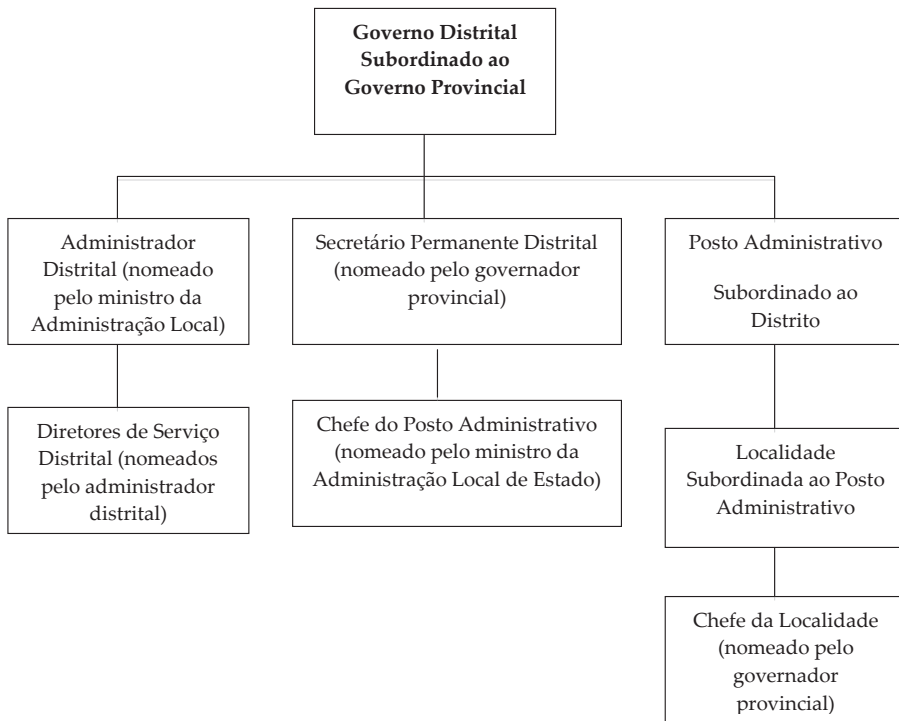 Governo Distrital
Subordinado ao
Governo Provincial
Administrador
Distrital (nomeado
pelo ministro da
Administração Local)
Secretário Permanente Distrital
(nomeado pelo governador
provincial)
Posto Administrativo
Subordinado ao
Distrito
Diretores de Serviço
Distrital (nomeados
pelo administrador
distrital)
Chefe do Posto Administrativo
(nomeado pelo ministro da
Administração Local de Estado)
Localidade
Subordinada ao Posto
Administrativo
Chefe da Localidade
(nomeado pelo
governador
provincial)